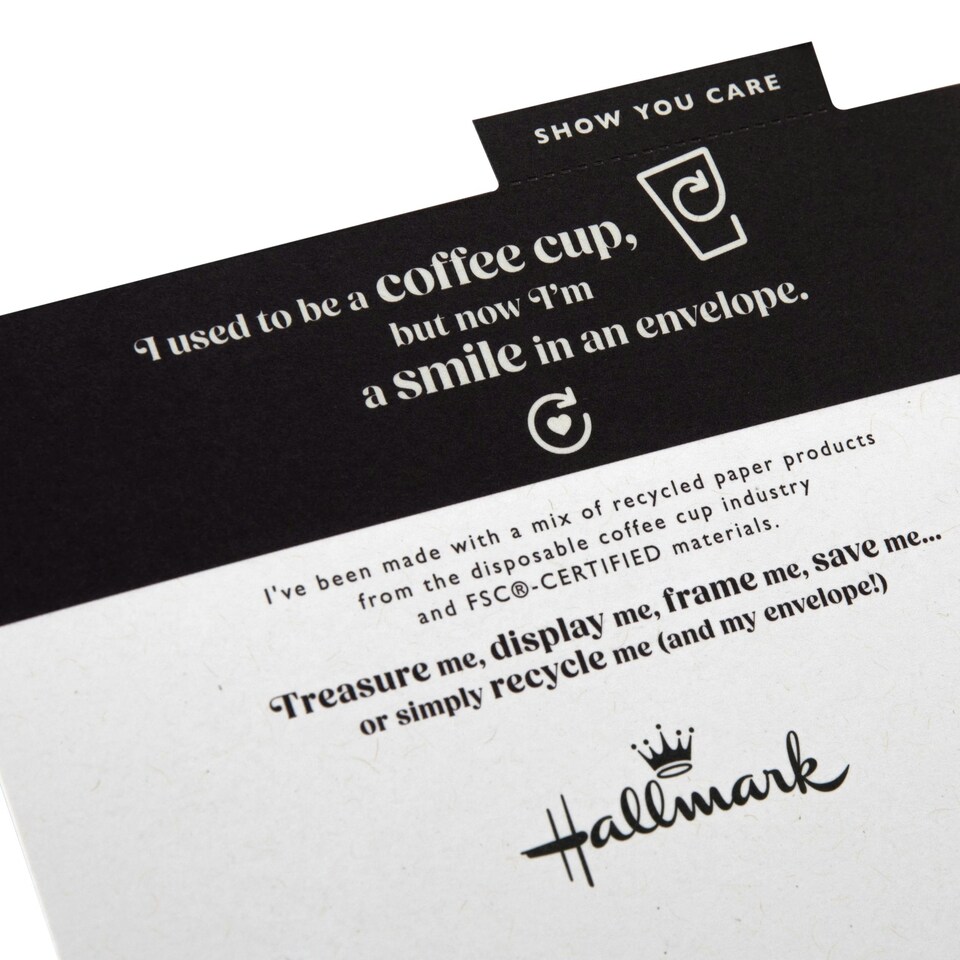 SHOW YOU CARE
I used to be a coffee cup,
but now I'm
a smile in an envelope.
I've been made with a mix of recycled paper products
from the disposable coffee cup industry
and FSC®-CERTIFIED materials.
Treasure me, display me, frame me, save me...
or simply recycle me (and my envelope!)
Hallmark